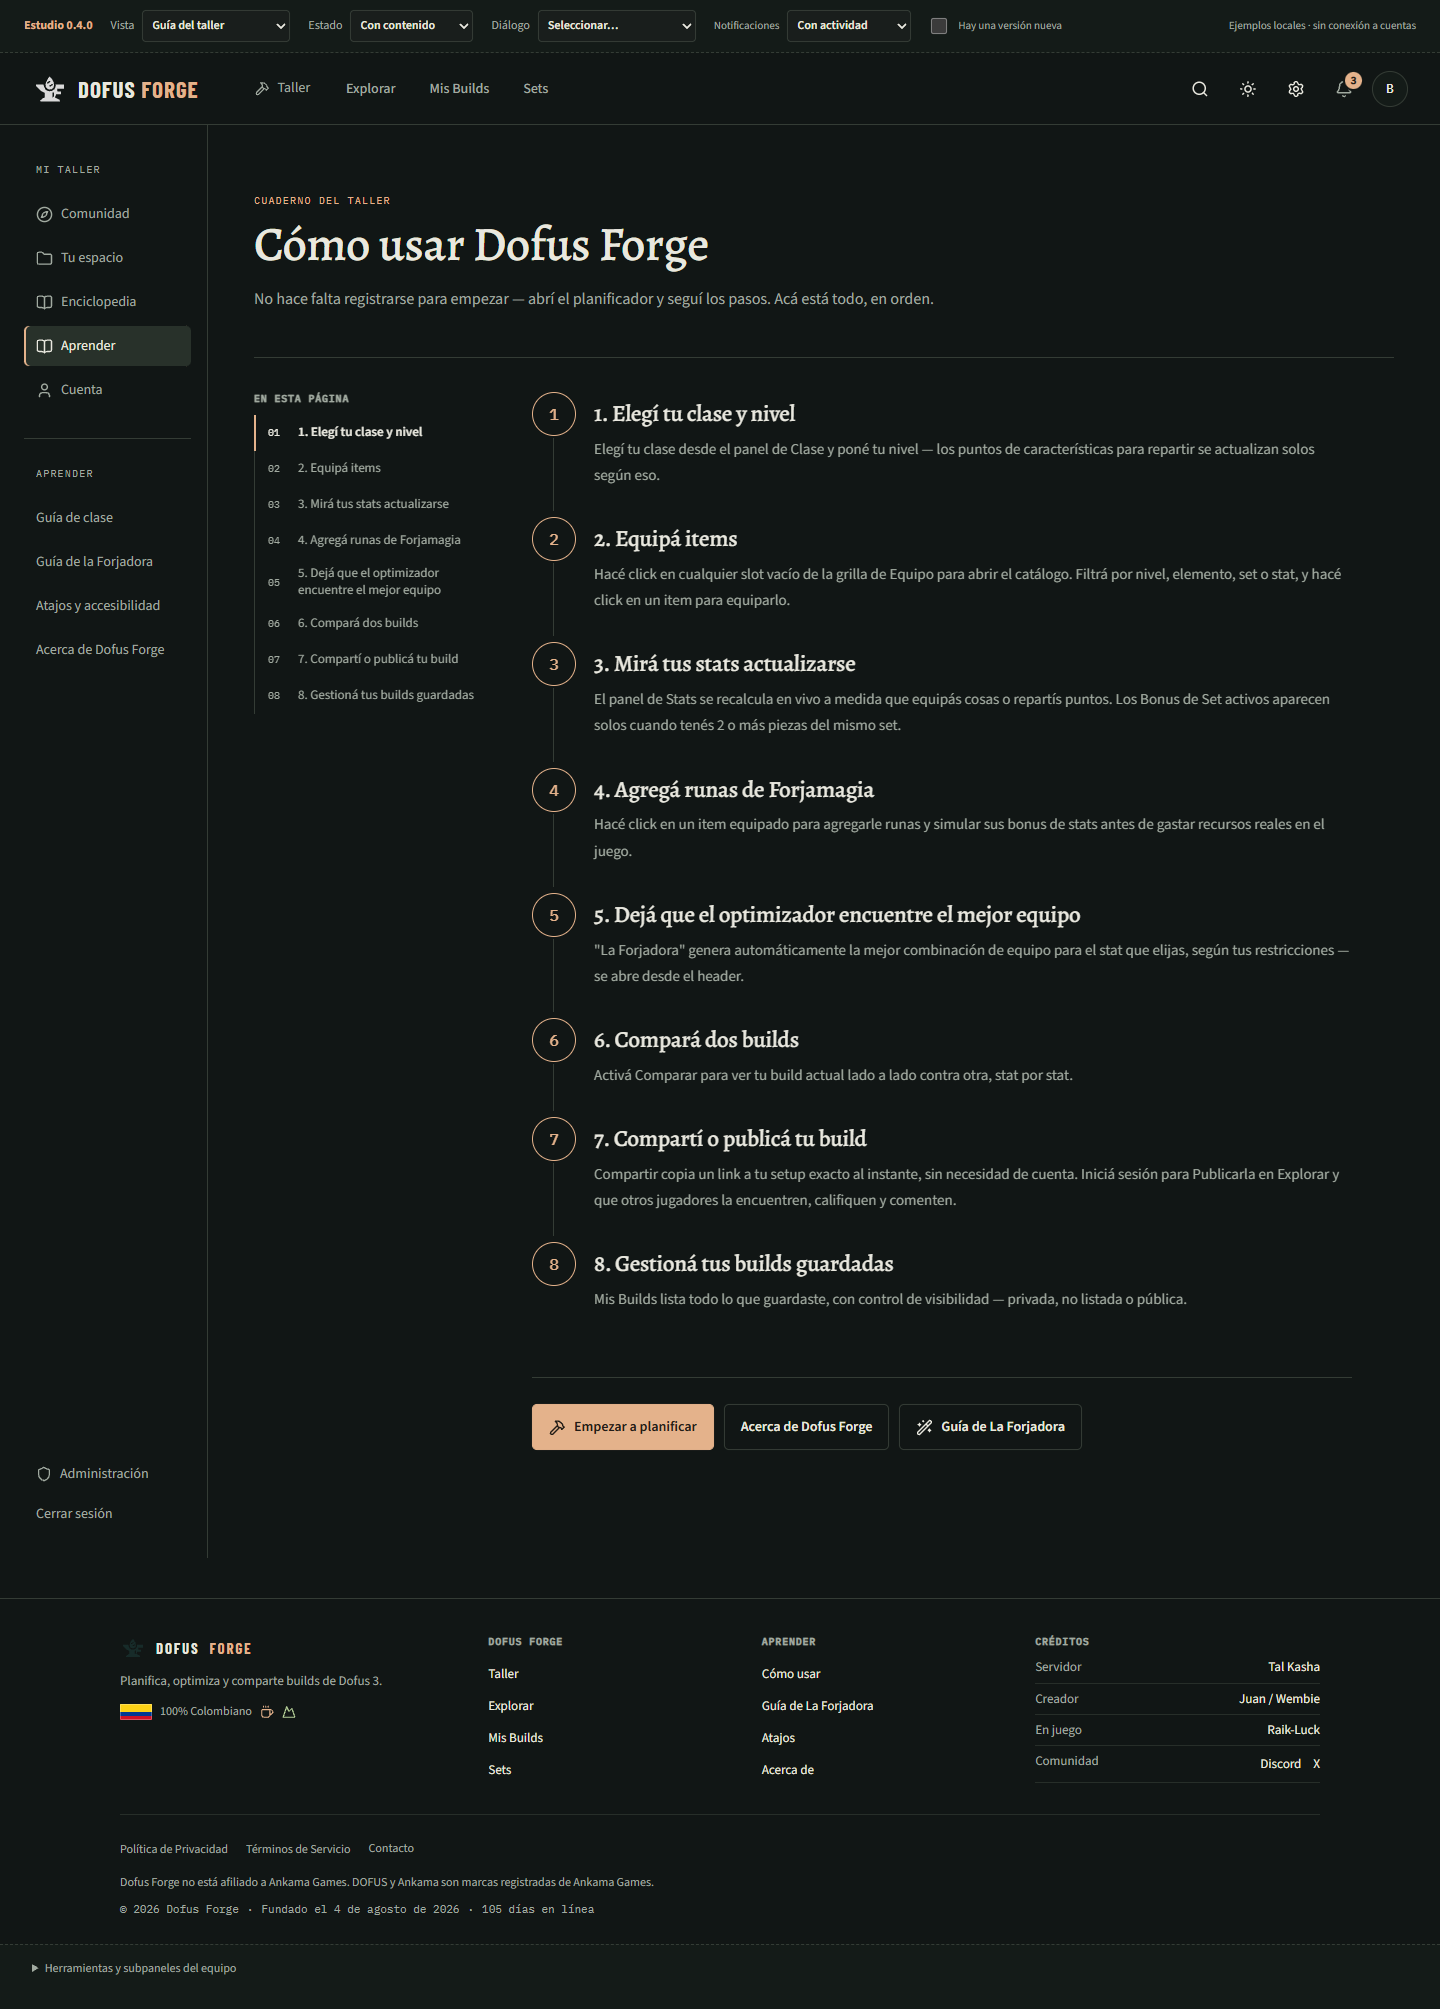 Estudio 0.4.0 Vista Guía del taller Estado Con contenido Diálogo Seleccionar... Notificaciones Con actividad Hay una versión nueva Ejemplos locales · sin conexión a cuentas
DOFUS FORGE Taller Explorar Mis Builds Sets 3 B
MI TALLER
Comunidad
Tu espacio
Enciclopedia
Aprender
Cuenta
APRENDER
Guía de clase
Guía de la Forjadora
Atajos y accesibilidad
Acerca de Dofus Forge
Administración
Cerrar sesión
CUADERNO DEL TALLER
Cómo usar Dofus Forge
No hace falta registrarse para empezar — abrí el planificador y seguí los pasos. Acá está todo, en orden.
EN ESTA PÁGINA
01 1. Elegí tu clase y nivel
02 2. Equipá items
03 3. Mirá tus stats actualizarse
04 4. Agregá runas de Forjamagia
05 5. Dejá que el optimizador
encuentre el mejor equipo
06 6. Compará dos builds
07 7. Compartí o publicá tu build
08 8. Gestioná tus builds guardadas
1 1. Elegí tu clase y nivel
Elegí tu clase desde el panel de Clase y poné tu nivel — los puntos de características para repartir se actualizan solos
según eso.
2 2. Equipá items
Hacé click en cualquier slot vacío de la grilla de Equipo para abrir el catálogo. Filtrá por nivel, elemento, set o stat, y hacé
click en un item para equiparlo.
3 3. Mirá tus stats actualizarse
El panel de Stats se recalcula en vivo a medida que equipás cosas o repartís puntos. Los Bonus de Set activos aparecen
solos cuando tenés 2 o más piezas del mismo set.
4 4. Agregá runas de Forjamagia
Hacé click en un item equipado para agregarle runas y simular sus bonus de stats antes de gastar recursos reales en el
juego.
5 5. Dejá que el optimizador encuentre el mejor equipo
"La Forjadora" genera automáticamente la mejor combinación de equipo para el stat que elijas, según tus restricciones —
se abre desde el header.
6 6. Compará dos builds
Activá Comparar para ver tu build actual lado a lado contra otra, stat por stat.
7 7. Compartí o publicá tu build
Compartir copia un link a tu setup exacto al instante, sin necesidad de cuenta. Iniciá sesión para Publicarla en Explorar y
que otros jugadores la encuentren, califiquen y comenten.
8 8. Gestioná tus builds guardadas
Mis Builds lista todo lo que guardaste, con control de visibilidad — privada, no listada o pública.
Empezar a planificar Acerca de Dofus Forge Guía de La Forjadora
DOFUS FORGE
Planifica, optimiza y comparte builds de Dofus 3.
100% Colombiano
DOFUS FORGE
Taller
Explorar
Mis Builds
Sets
APRENDER
Cómo usar
Guía de La Forjadora
Atajos
Acerca de
CRÉDITOS
Servidor Tal Kasha
Creador Juan / Wembie
En juego Raik-Luck
Comunidad Discord X
Política de Privacidad Términos de Servicio Contacto
Dofus Forge no está afiliado a Ankama Games. DOFUS y Ankama son marcas registradas de Ankama Games.
© 2026 Dofus Forge · Fundado el 4 de agosto de 2026 · 105 días en línea
Herramientas y subpaneles del equipo